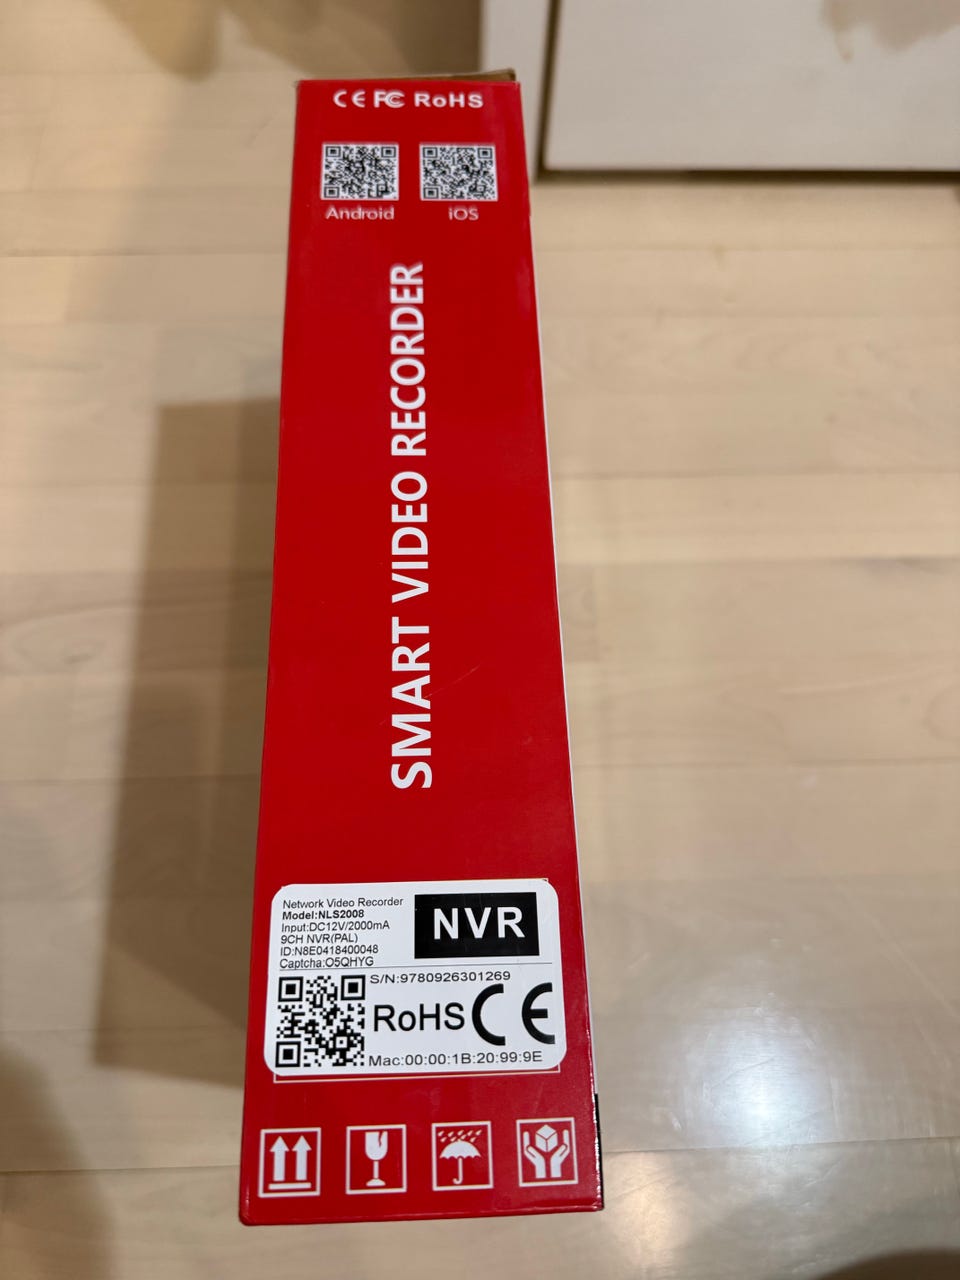 CE FC RoHS
Android
iOS
SMART VIDEO RECORDER
Network Video Recorder
Model:NLS2008
Input:DC12V/2000mA
9CH NVR(PAL)
ID:N8E0418400048
Captcha:O5QHYG
NVR
S/N:9780926301269
RoHS CE
Mac:00:00:1B:20:99:9E